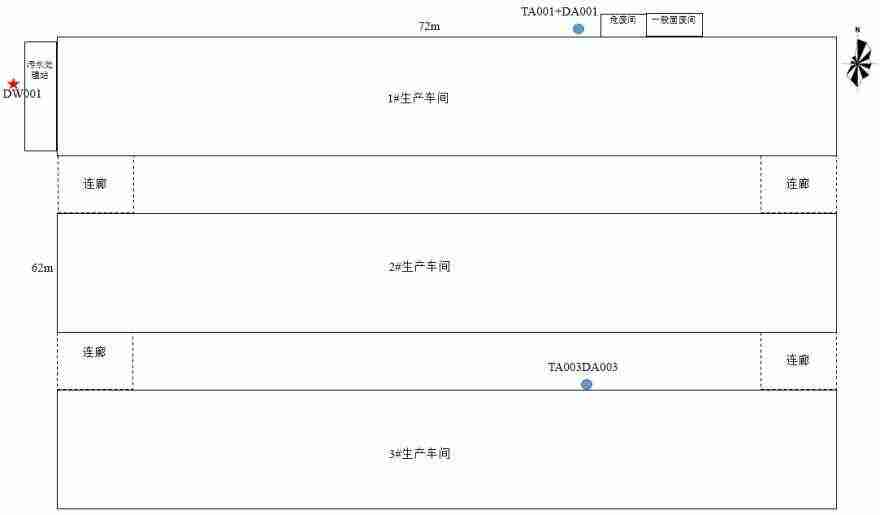 TA001+DA001
危废间
一般固废间
72m
N
污水处
理站
DW001
1#生产车间
连廊
连廊
62m
2#生产车间
连廊
连廊
TA003DA003
3#生产车间